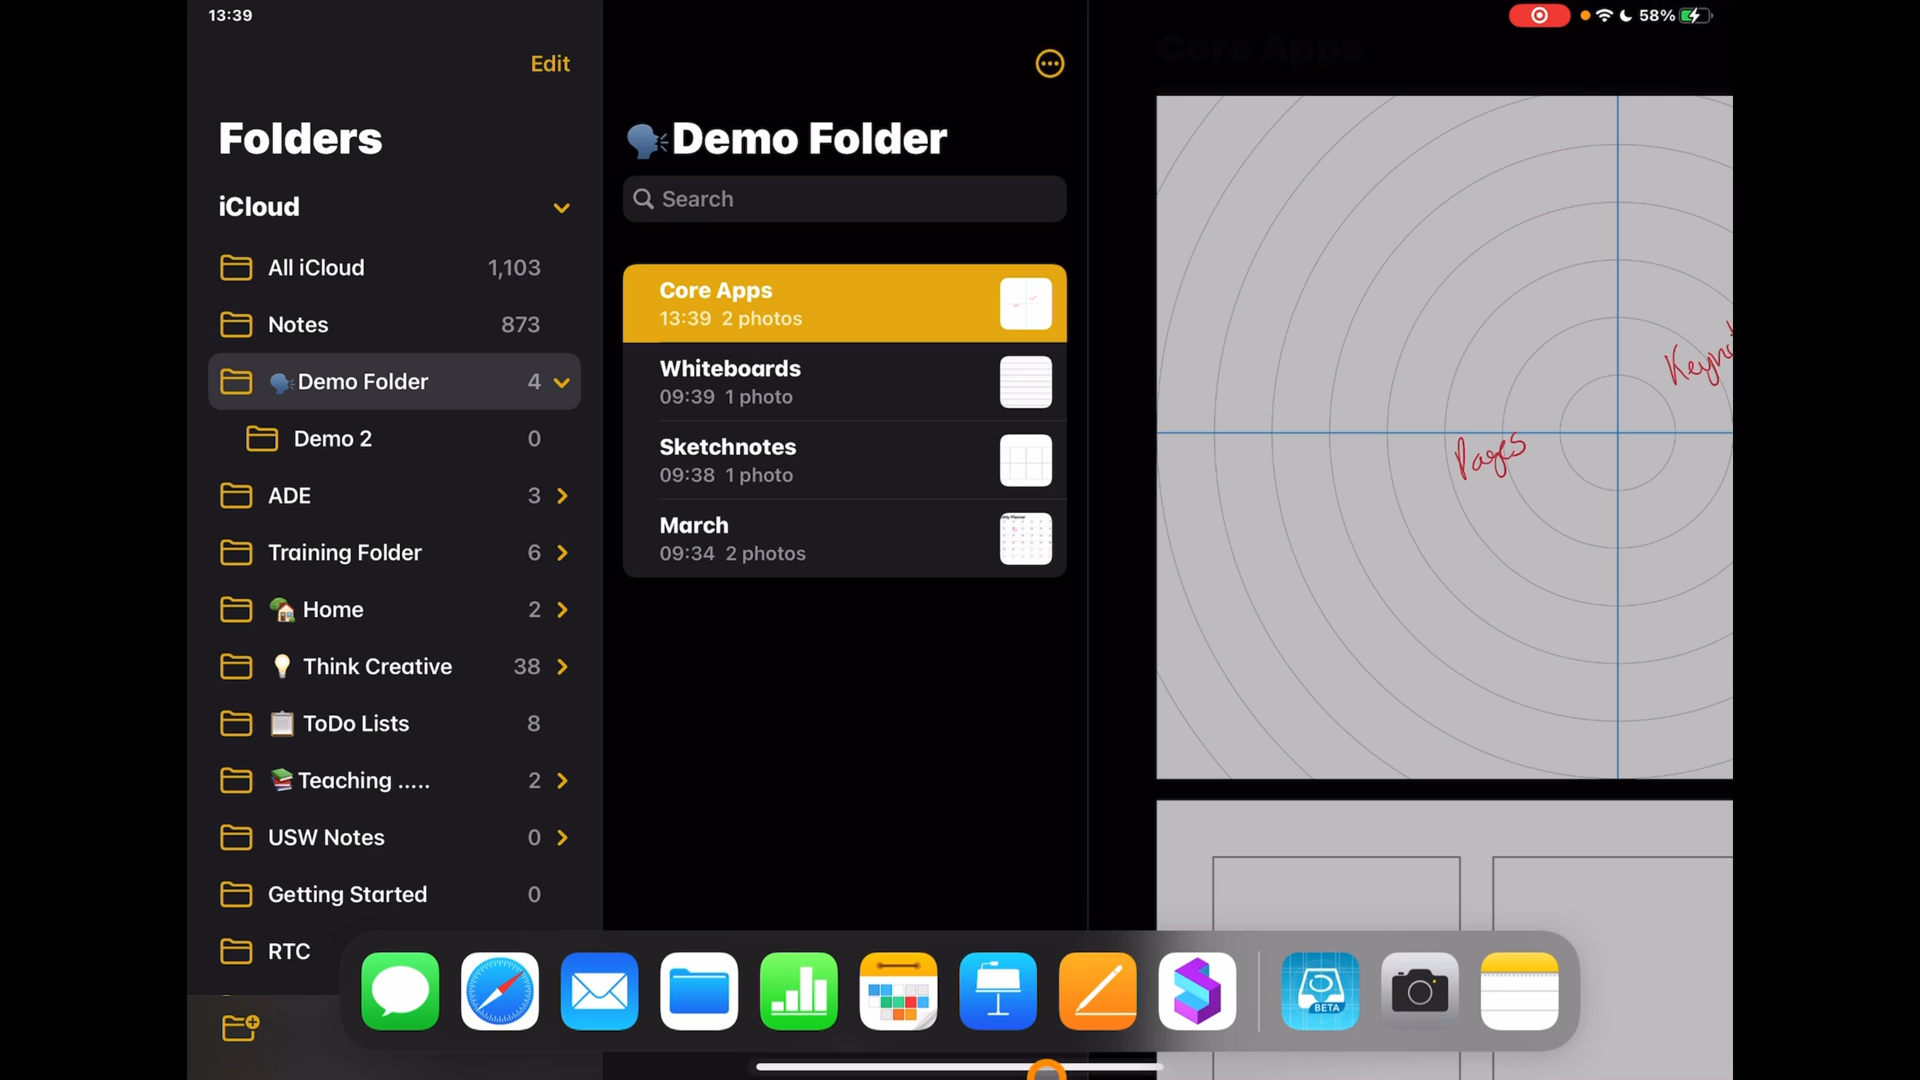 13:39
58%
Edit
Folders
iCloud
All iCloud 1,103
Notes 873
Demo Folder 4
Demo 2 0
ADE 3
Training Folder 6
Home 2
Think Creative 38
ToDo Lists 8
Teaching ..... 2
USW Notes 0
Getting Started 0
RTC
Demo Folder
Search
Core Apps
13:39 2 photos
Whiteboards
09:39 1 photo
Sketchnotes
09:38 1 photo
March
09:34 2 photos
Core Apps
Keyno
Pages
BETA